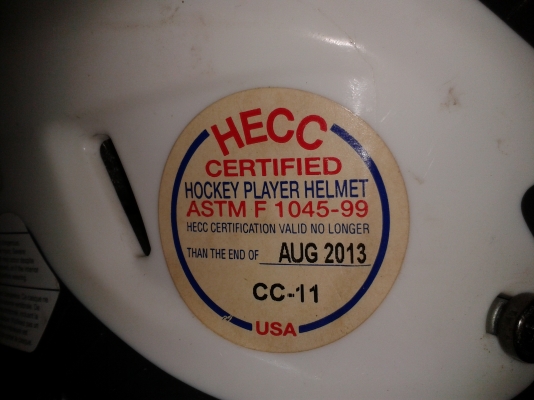 HECC
CERTIFIED
HOCKEY PLAYER HELMET
ASTM F 1045-99
HECC CERTIFICATION VALID NO LONGER
THAN THE END OF AUG 2013
CC-11
USA